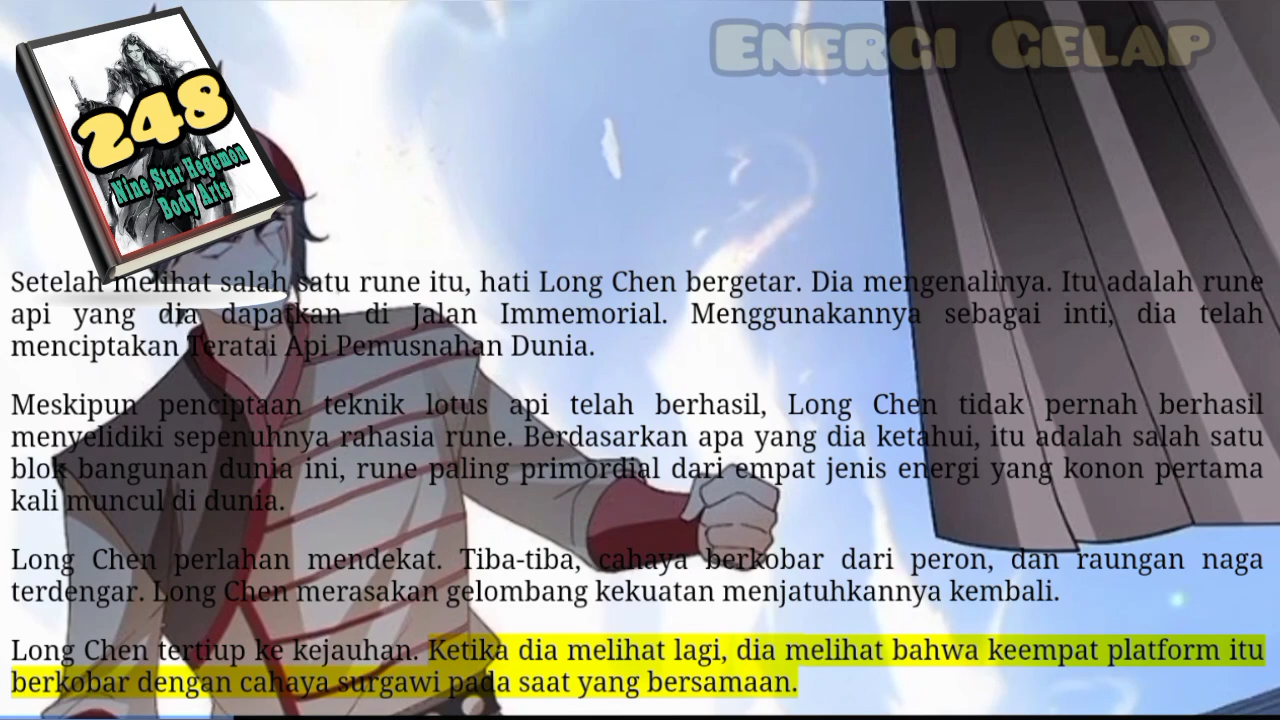 Energi Gelap
248
Nine Star Hegemon
Body Arts
Setelah melihat salah satu rune itu, hati Long Chen bergetar. Dia mengenalinya. Itu adalah rune
api yang dia dapatkan di Jalan Immemorial. Menggunakannya sebagai inti, dia telah
menciptakan Teratai Api Pemusnahan Dunia.
Meskipun penciptaan teknik lotus api telah berhasil, Long Chen tidak pernah berhasil
menyelidiki sepenuhnya rahasia rune. Berdasarkan apa yang dia ketahui, itu adalah salah satu
blok bangunan dunia ini, rune paling primordial dari empat jenis energi yang konon pertama
kali muncul di dunia.
Long Chen perlahan mendekat. Tiba-tiba, cahaya berkobar dari peron, dan raungan naga
terdengar. Long Chen merasakan gelombang kekuatan menjatuhkannya kembali.
Long Chen tertiup ke kejauhan. Ketika dia melihat lagi, dia melihat bahwa keempat platform itu
berkobar dengan cahaya surgawi pada saat yang bersamaan.